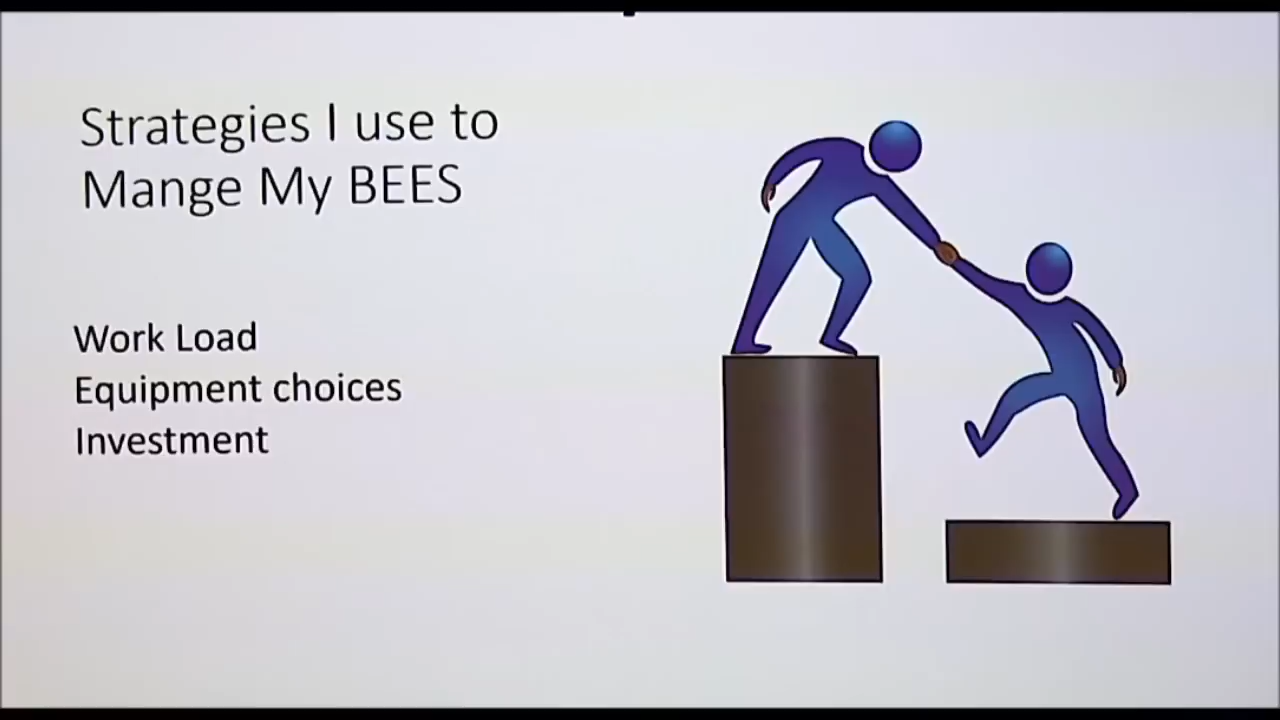 Strategies I use to
Mange My BEES
Work Load
Equipment choices
Investment